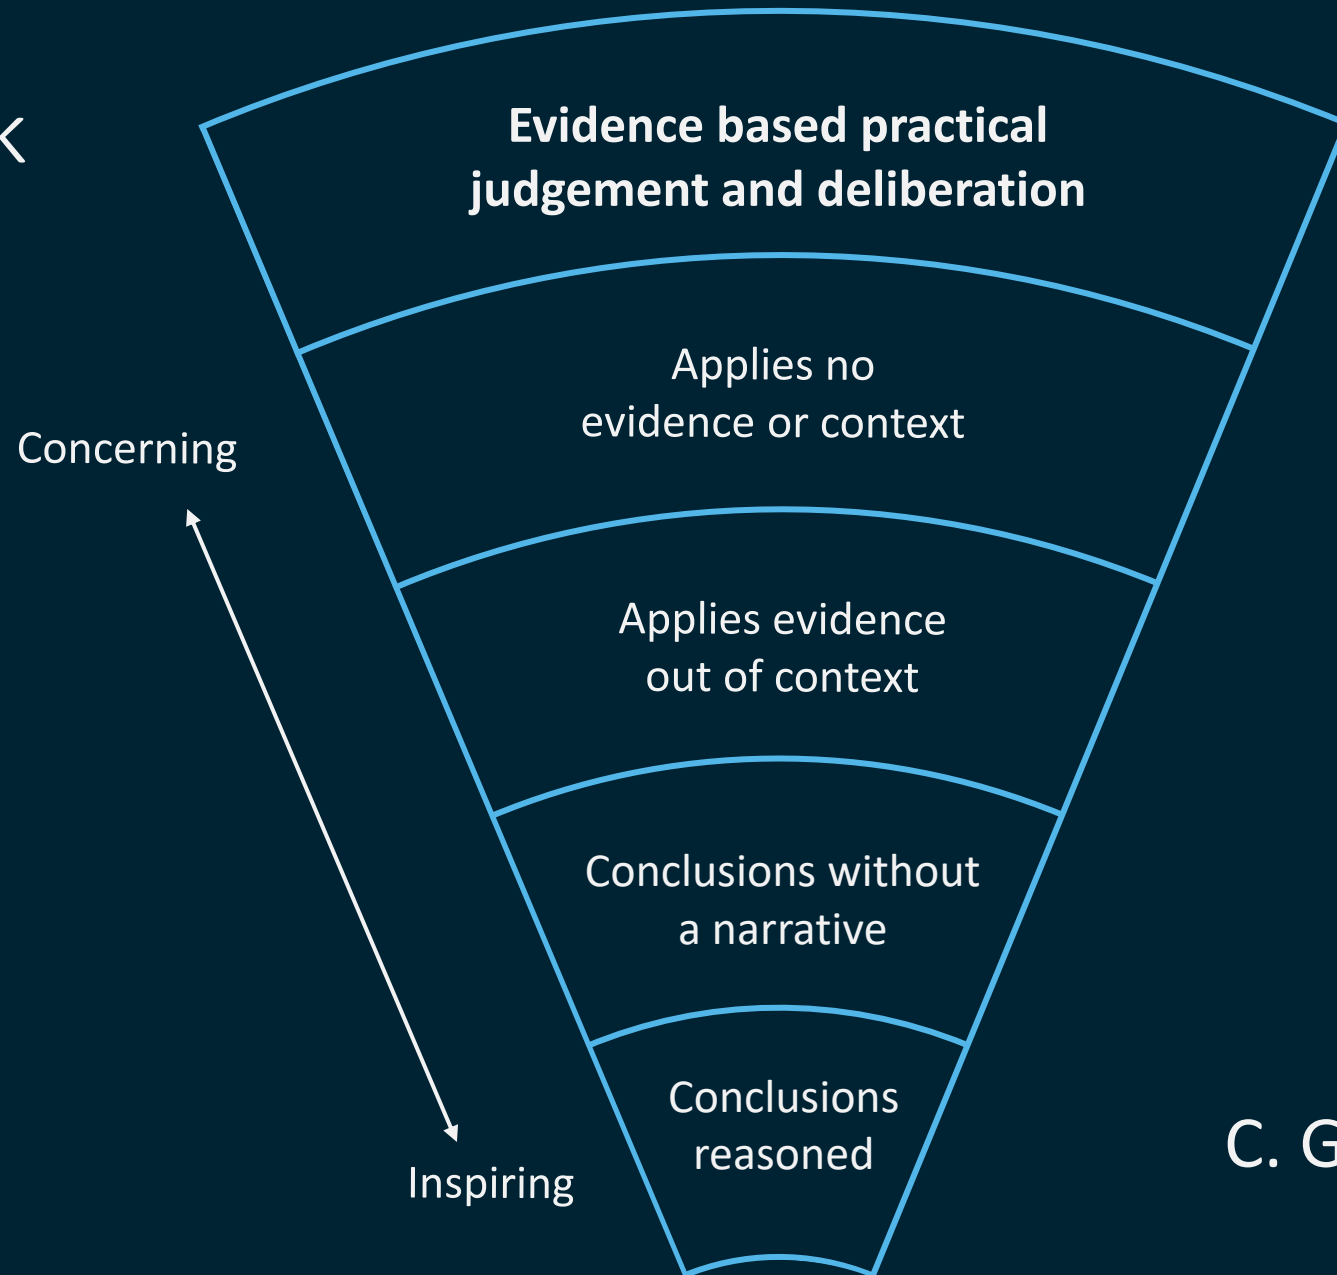 Evidence based practical
judgement and deliberation
Applies no
evidence or context
Concerning
Applies evidence
out of context
Conclusions without
a narrative
Conclusions
reasoned
Inspiring
C. G